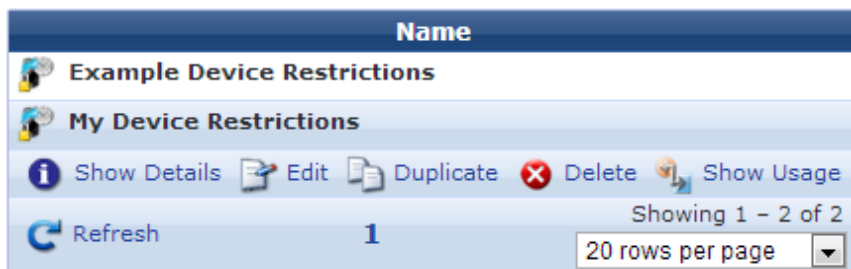 Name
Example Device Restrictions
My Device Restrictions
Show Details Edit Duplicate Delete Show Usage
Refresh 1 Showing 1 – 2 of 2
20 rows per page